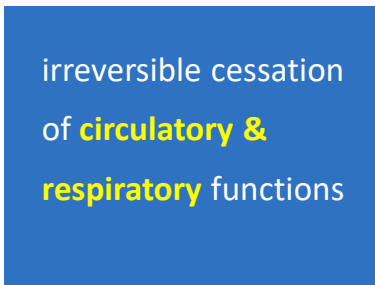 irreversible cessation
of circulatory &
respiratory functions